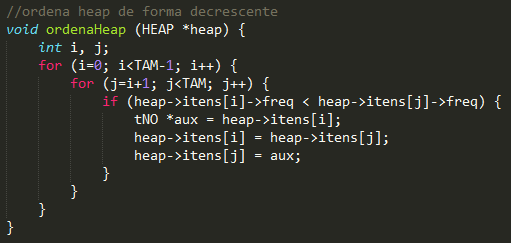 //ordena heap de forma decrescente
void ordenaHeap (HEAP *heap) {
    int i, j;
    for (i=0; i<TAM-1; i++) {
        for (j=i+1; j<TAM; j++) {
            if (heap->itens[i]->freq < heap->itens[j]->freq) {
                tNO *aux = heap->itens[i];
                heap->itens[i] = heap->itens[j];
                heap->itens[j] = aux;
            }
        }
    }
}